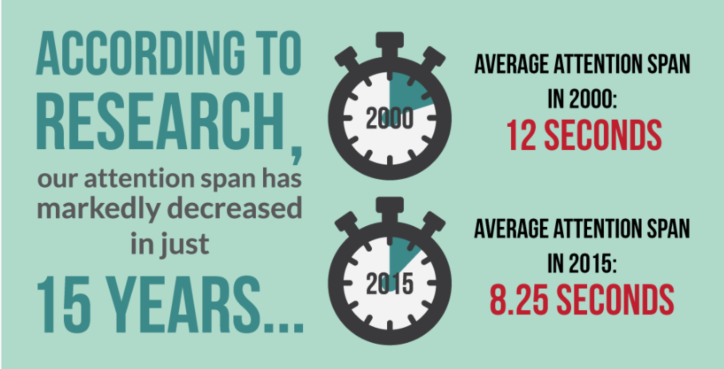 ACCORDING TO
RESEARCH,
our attention span has
markedly decreased
in just
15 YEARS...
2000
AVERAGE ATTENTION SPAN
IN 2000:
12 SECONDS
2015
AVERAGE ATTENTION SPAN
IN 2015:
8.25 SECONDS